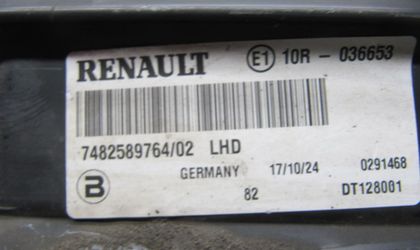 RENAULT E1 10R - 036653
7482589764/02 LHD
B GERMANY 17/10/24 0291468
82 DT128001